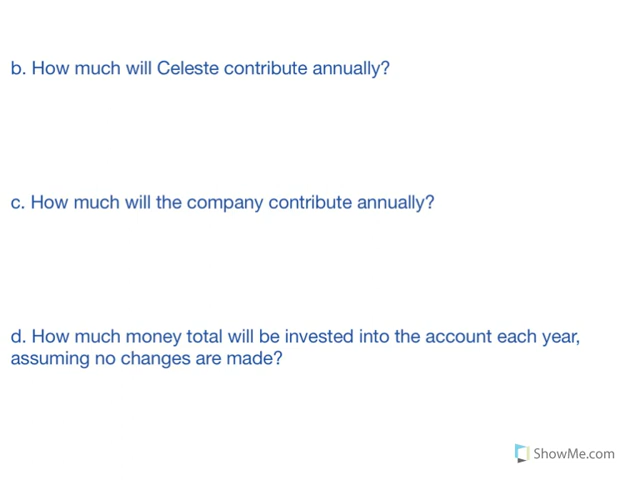 b. How much will Celeste contribute annually?
c. How much will the company contribute annually?
d. How much money total will be invested into the account each year,
assuming no changes are made?
ShowMe.com